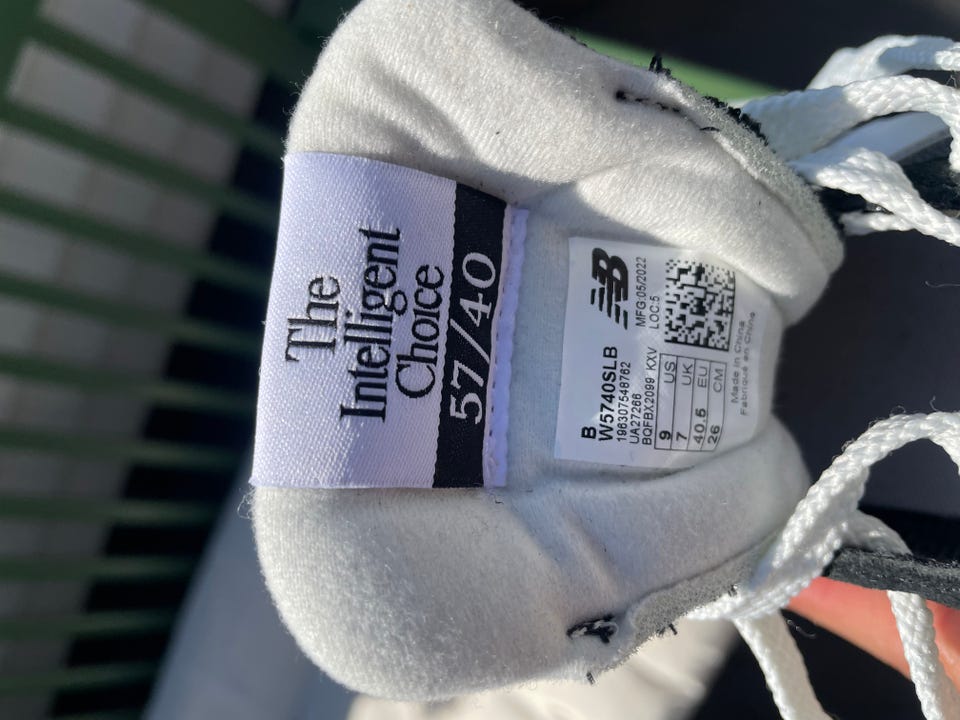 The
Intelligent
Choice
57/40
NB
MFG:05/2022
LOC:5
B
W5740SLB
196307548762
UA27266
BQFBX2099 KXV
9 US
7 UK
40.5 EU
26 CM
Made in China
Fabriqué en Chine